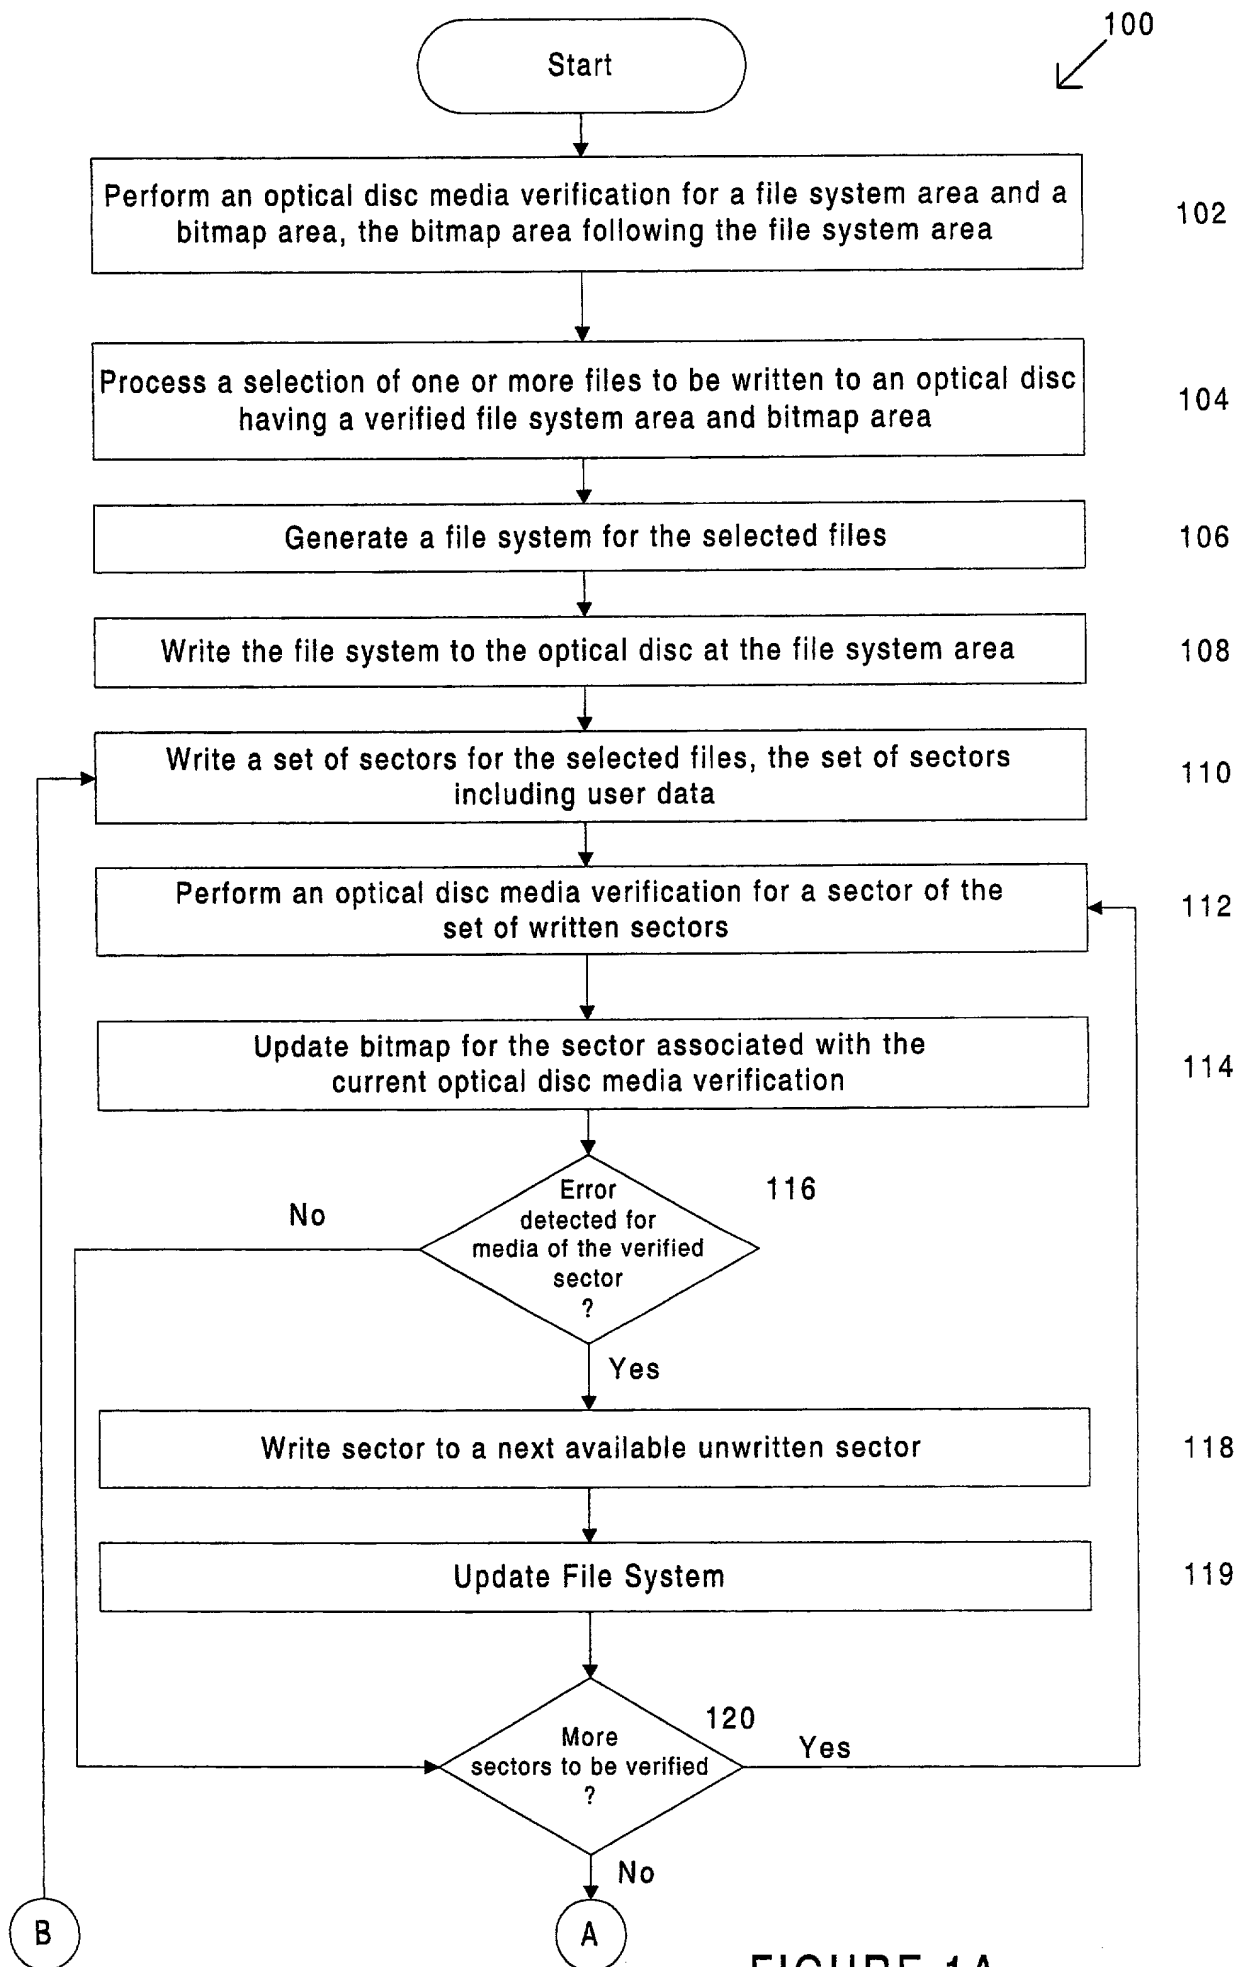 100
Start
Perform an optical disc media verification for a file system area and a
bitmap area, the bitmap area following the file system area
102
Process a selection of one or more files to be written to an optical disc
having a verified file system area and bitmap area
104
Generate a file system for the selected files
106
Write the file system to the optical disc at the file system area
108
Write a set of sectors for the selected files, the set of sectors
including user data
110
Perform an optical disc media verification for a sector of the
set of written sectors
112
Update bitmap for the sector associated with the
current optical disc media verification
114
Error
detected for
media of the verified
sector
?
116
No
Yes
Write sector to a next available unwritten sector
118
Update File System
119
More
sectors to be verified
?
120
Yes
No
B
A
FIGURE 1A